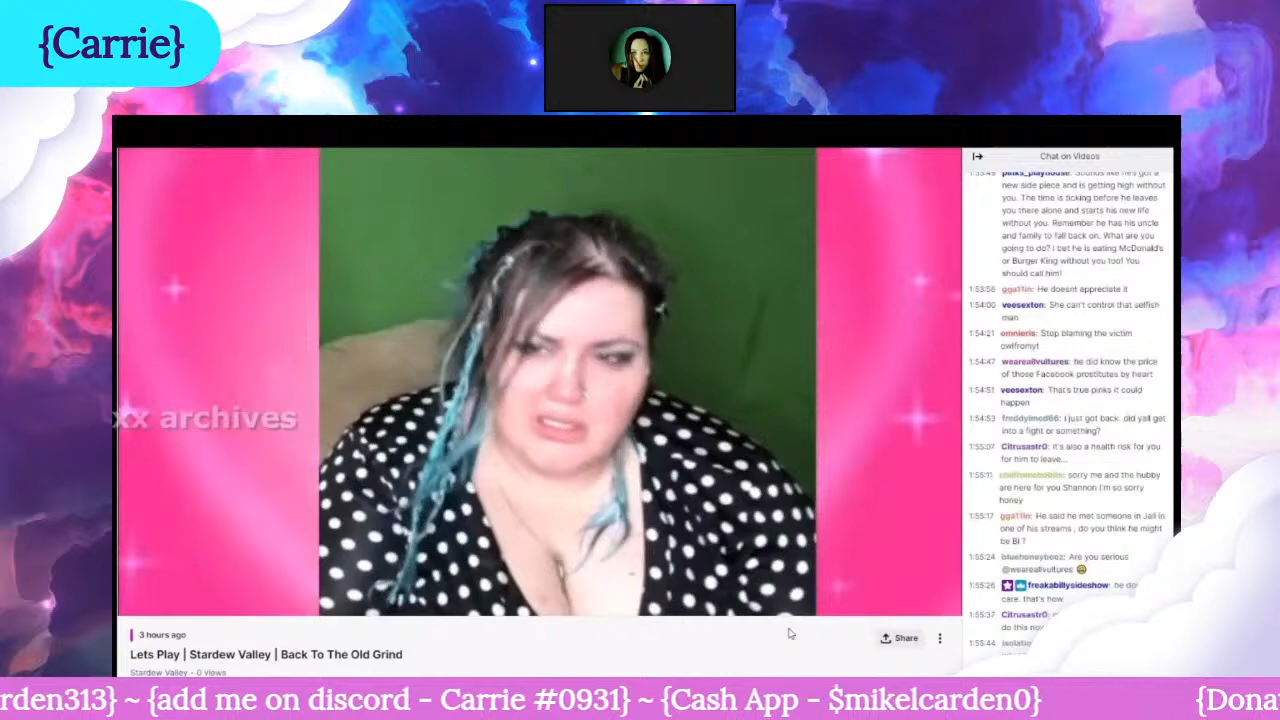 {Carrie}
Chat on Videos
pinks_playhouse: Sounds like he's got a
new side piece and is getting high without
you. The time is ticking before he leaves
you there alone and starts his new life
without you. Remember he has his uncle
and family to fall back on. What are you
going to do? I bet he is eating McDonald's
or Burger King without you too! You
should call him!
1:53:56 gga11in: He doesnt appreciate it
1:54:00 veesexton: She can't control that selfish
man
1:54:21 omnieris: Stop blaming the victim
cwlfromyt
1:54:47 weareallvultures: he did know the price
of those Facebook prostitutes by heart
1:54:51 veesexton: That's true pinks it could
happen
1:54:53 i just got back. did yall get
into a fight or something?
1:55:07 Citrusastr0: It's also a health risk for you
for him to leave...
1:55:11 sorry me and the hubby
are here for you Shannon I'm so sorry
honey
1:55:17 gga11in: He said he met someone in Jail in
one of his streams , do you think he might
be Bi ?
1:55:24 bluehoneybeez: Are you serious
@weareallvultures
1:55:26 freakabillysideshow: he do
care. that's how
1:55:37 Citrusastr0:
do this
1:55:44
xx archives
3 hours ago
Share
Lets Play | Stardew Valley | Back To The Old Grind
Stardew Valley • 0 views
rden313} ~ {add me on discord - Carrie #0931} ~ {Cash App - $mikelcarden0} {Dona